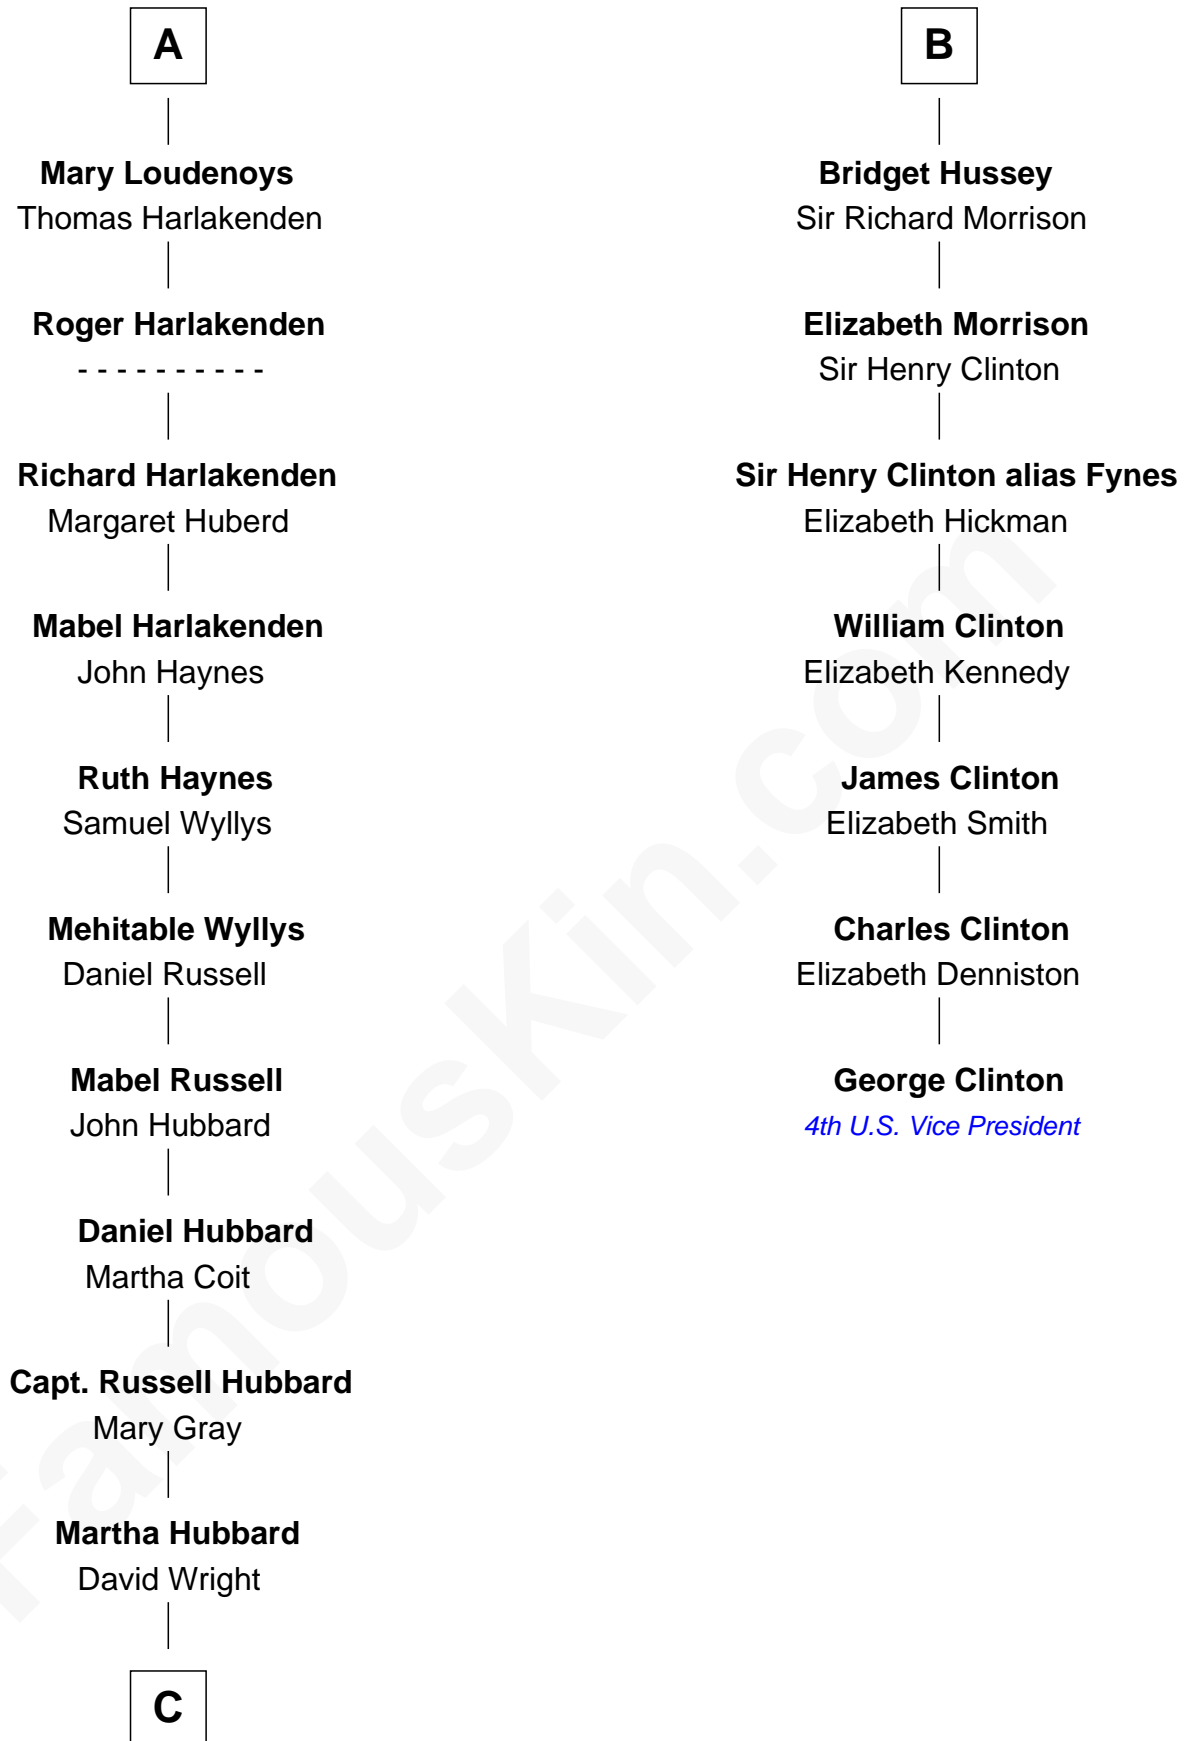 A
Mary Loudenoys
Thomas Harlakenden
Roger Harlakenden
- - - - - - - - - -
Richard Harlakenden
Margaret Huberd
Mabel Harlakenden
John Haynes
Ruth Haynes
Samuel Wyllys
Mehitable Wyllys
Daniel Russell
Mabel Russell
John Hubbard
Daniel Hubbard
Martha Coit
Capt. Russell Hubbard
Mary Gray
Martha Hubbard
David Wright
C
B
Bridget Hussey
Sir Richard Morrison
Elizabeth Morrison
Sir Henry Clinton
Sir Henry Clinton alias Fynes
Elizabeth Hickman
William Clinton
Elizabeth Kennedy
James Clinton
Elizabeth Smith
Charles Clinton
Elizabeth Denniston
George Clinton
4th U.S. Vice President
FamousKin.com